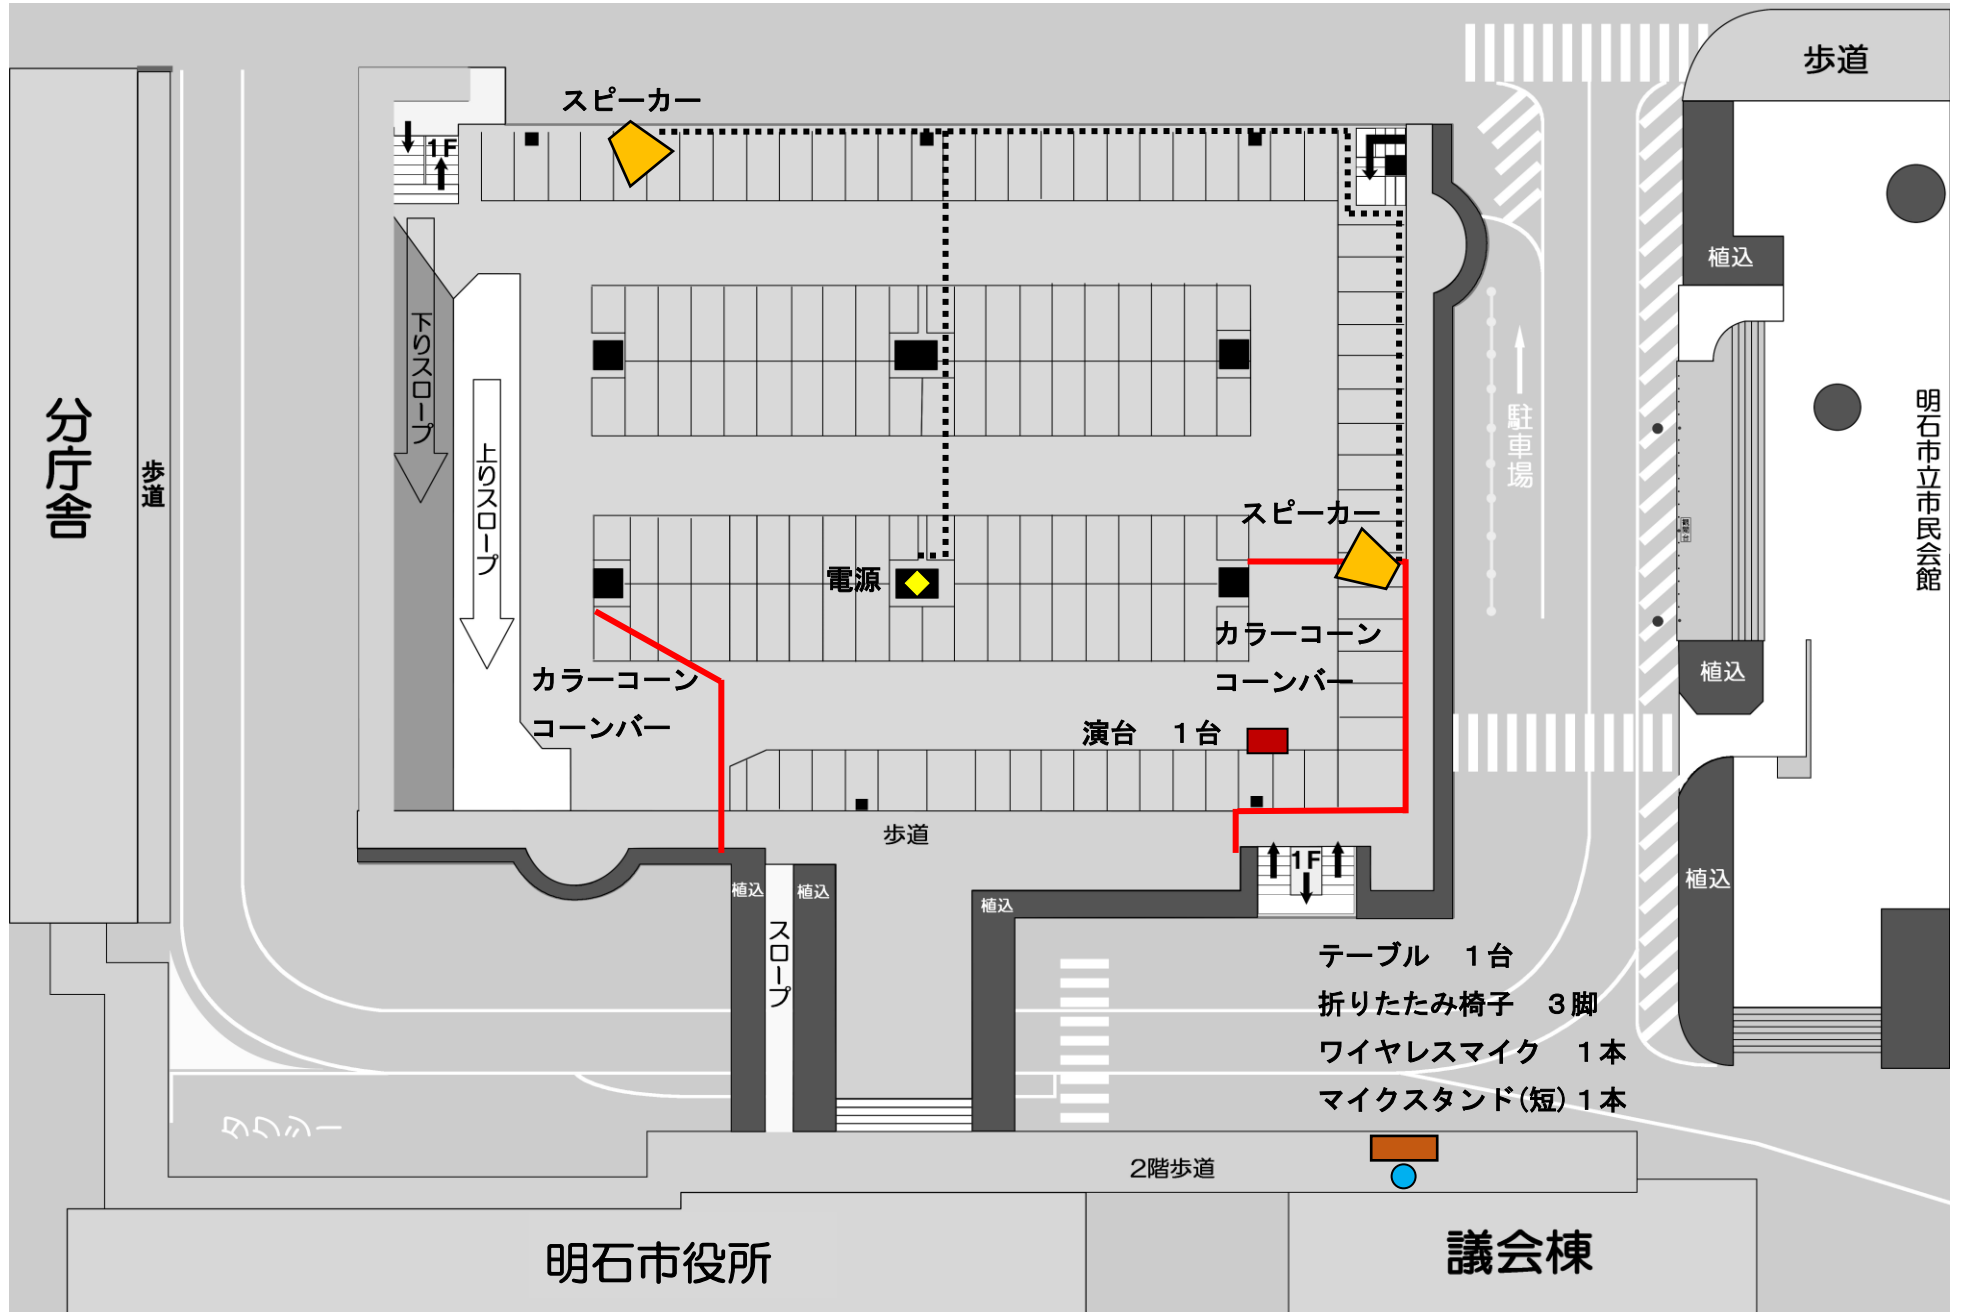 歩道
スピーカー
1F
植込
下りスロープ
上りスロープ
分庁舎
歩道
駐車場
明石市立市民会館
スピーカー
電源
カラーコーン
コーンバー
カラーコーン
コーンバー
植込
演台 1台
歩道
1F
植込
植込
植込
植込
スロープ
テーブル 1台
折りたたみ椅子 3脚
ワイヤレスマイク 1本
マイクスタンド(短) 1本
タクシー
2階歩道
明石市役所
議会棟